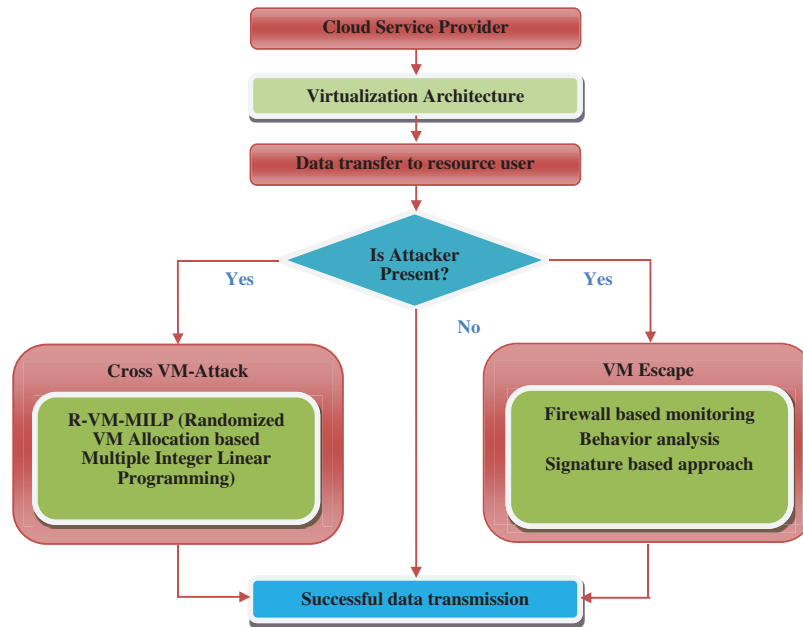 Cloud Service Provider
Virtualization Architecture
Data transfer to resource user
Is Attacker
Present?
Yes
Yes
No
Cross VM-Attack
R-VM-MILP (Randomized
VM Allocation based
Multiple Integer Linear
Programming)
VM Escape
Firewall based monitoring
Behavior analysis
Signature based approach
Successful data transmission